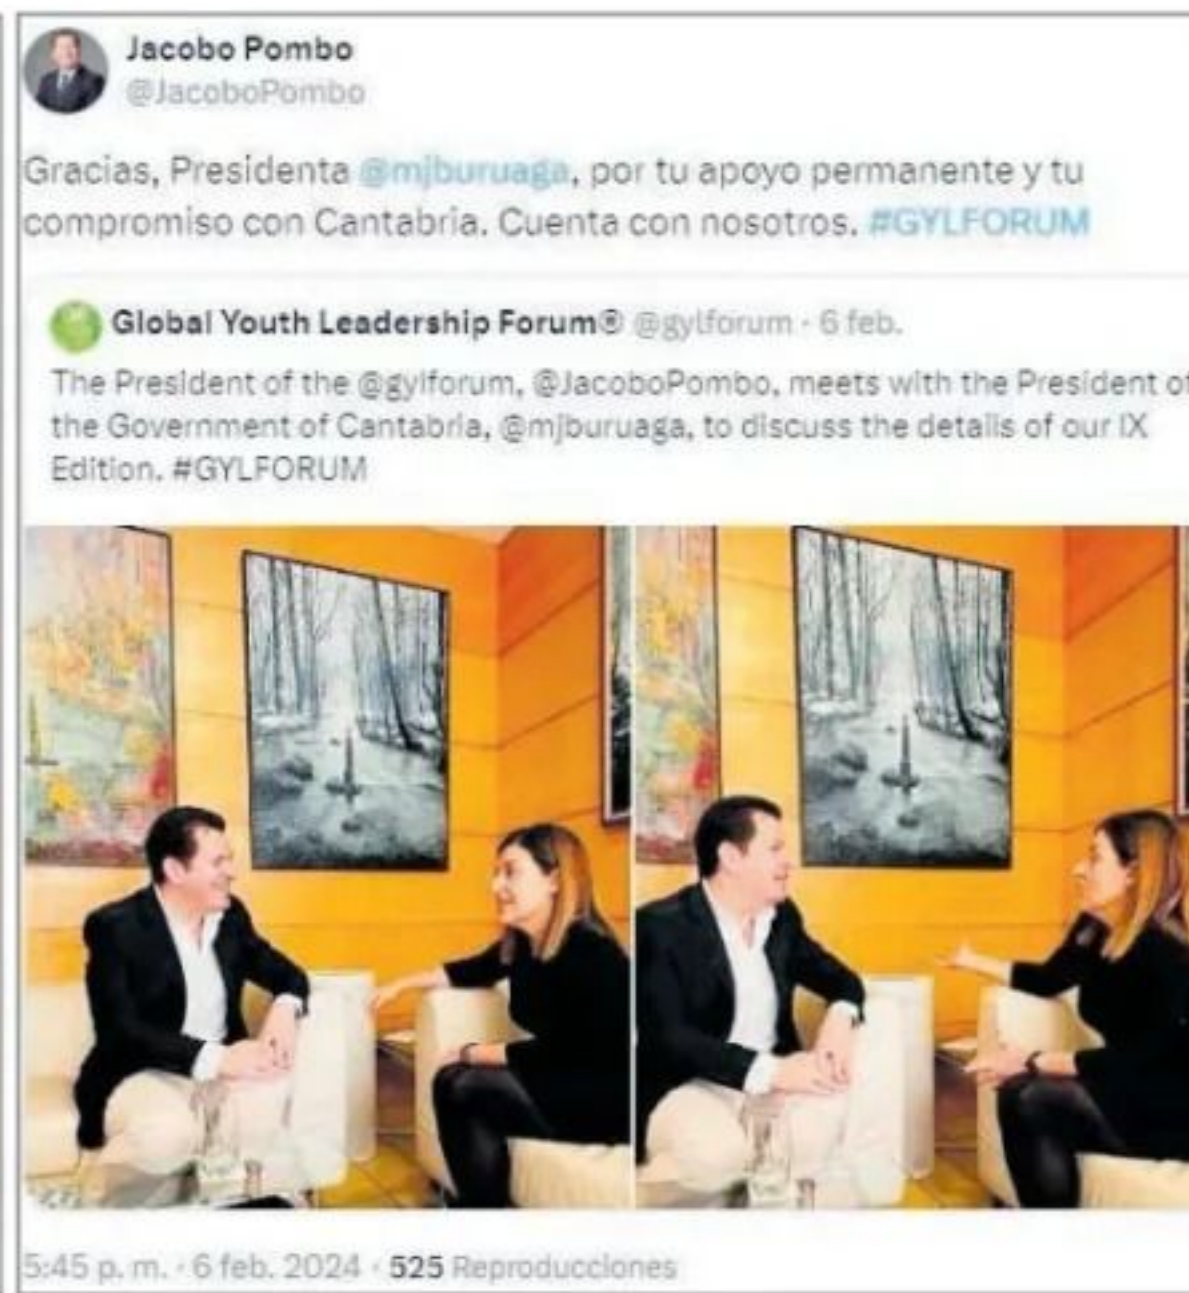 Jacobo Pombo
@JacoboPombo
Gracias, Presidenta @mjburuaga, por tu apoyo permanente y tu
compromiso con Cantabria. Cuenta con nosotros. #GYLFORUM
Global Youth Leadership Forum® @gylforum · 6 feb.
The President of the @gylforum, @JacoboPombo, meets with the President of
the Government of Cantabria, @mjburuaga, to discuss the details of our IX
Edition. #GYLFORUM
5:45 p. m. · 6 feb. 2024 · 525 Reproducciones